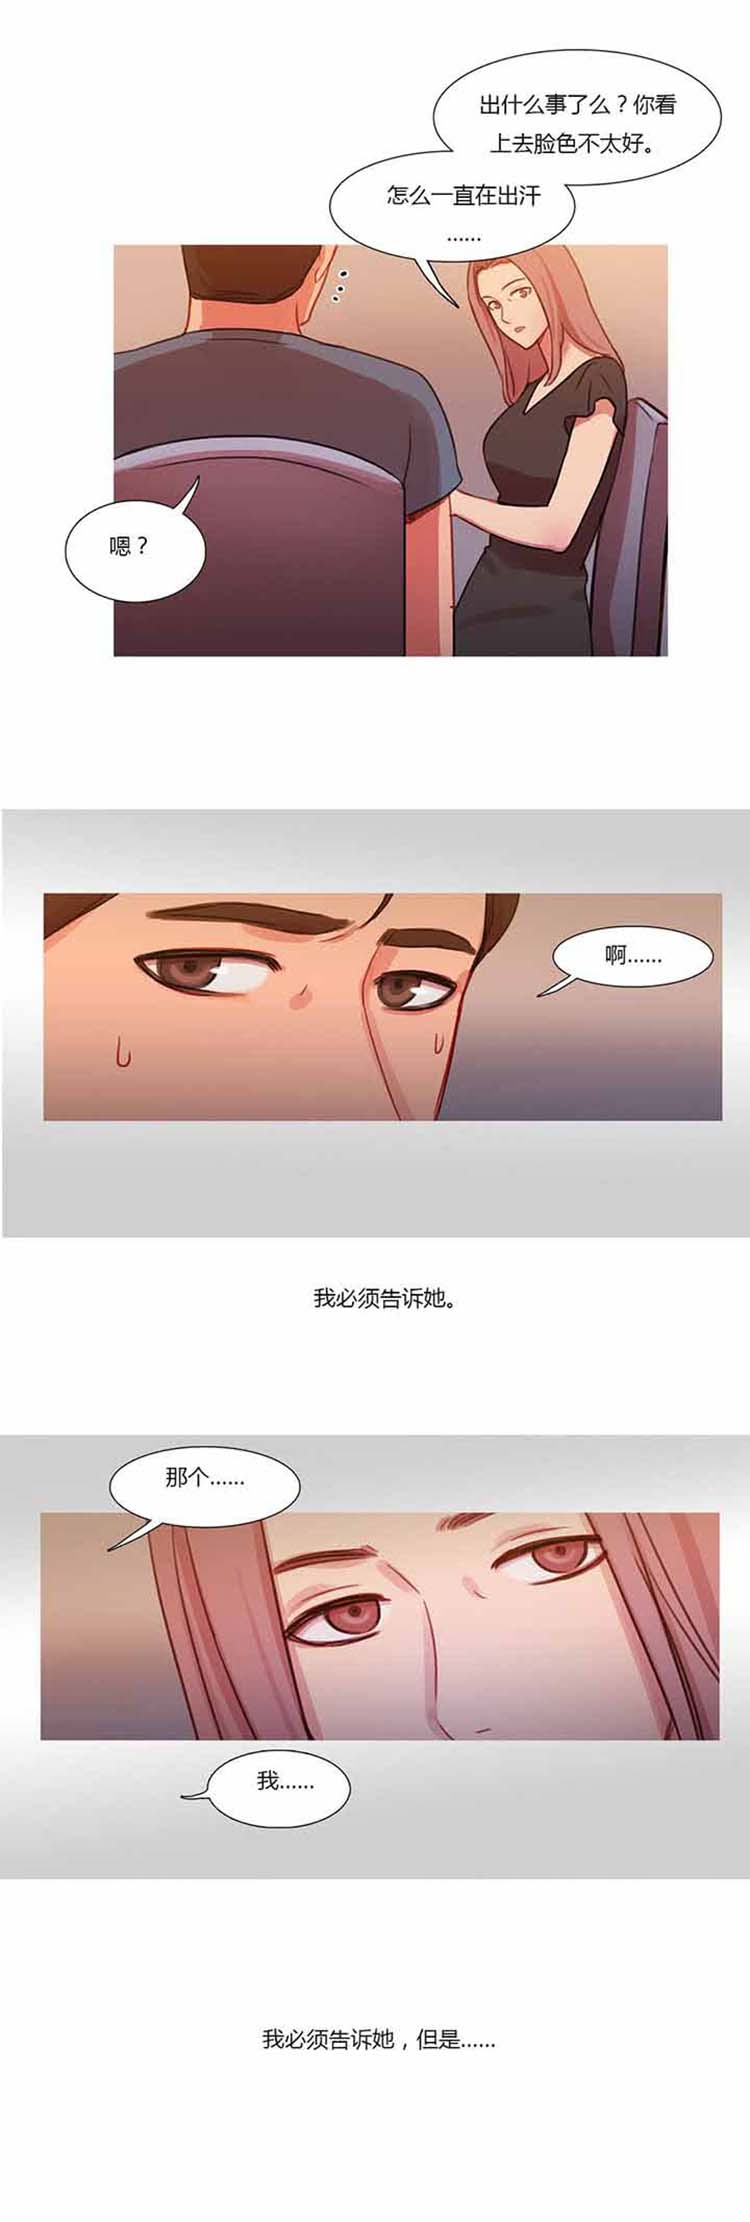 出什么事了么？你看
上去脸色不太好。
怎么一直在出汗
……
嗯？
啊……
我必须告诉她。
那个……
我……
我必须告诉她，但是……